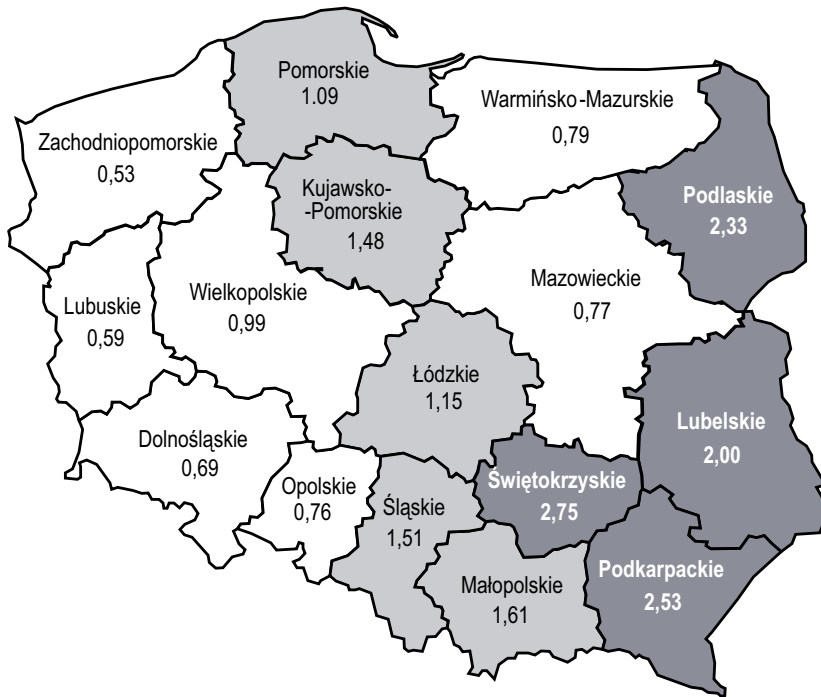 Pomorskie
1.09
Warmińsko-Mazurskie
0,79
Zachodniopomorskie
0,53
Kujawsko-
-Pomorskie
1,48
Podlaskie
2,33
Mazowieckie
0,77
Lubuskie
0,59
Wielkopolskie
0,99
Łódzkie
1,15
Lubelskie
2,00
Dolnośląskie
0,69
Opolskie
0,76
Śląskie
1,51
Świętokrzyskie
2,75
Małopolskie
1,61
Podkarpackie
2,53